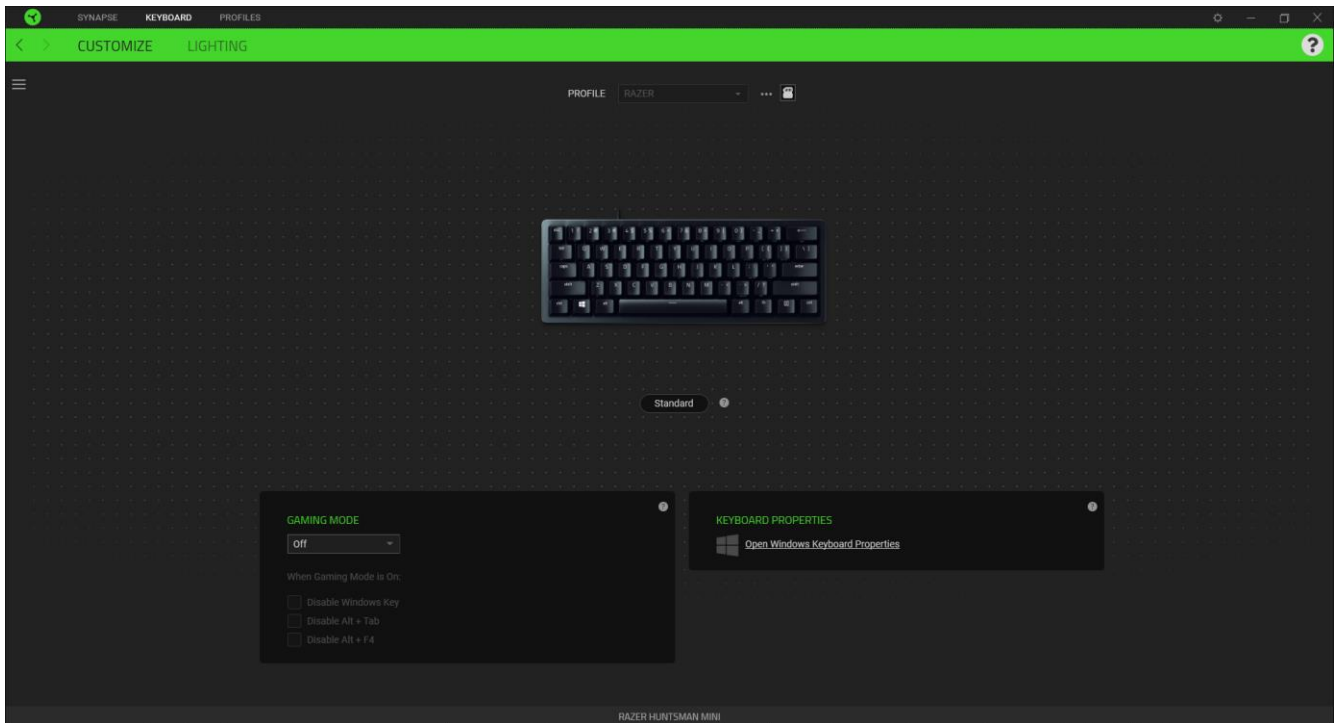 SYNAPSE KEYBOARD PROFILES
CUSTOMIZE LIGHTING
PROFILE RAZER
Standard
GAMING MODE
Off
When Gaming Mode is On:
Disable Windows Key
Disable Alt + Tab
Disable Alt + F4
KEYBOARD PROPERTIES
Open Windows Keyboard Properties
RAZER HUNTSMAN MINI